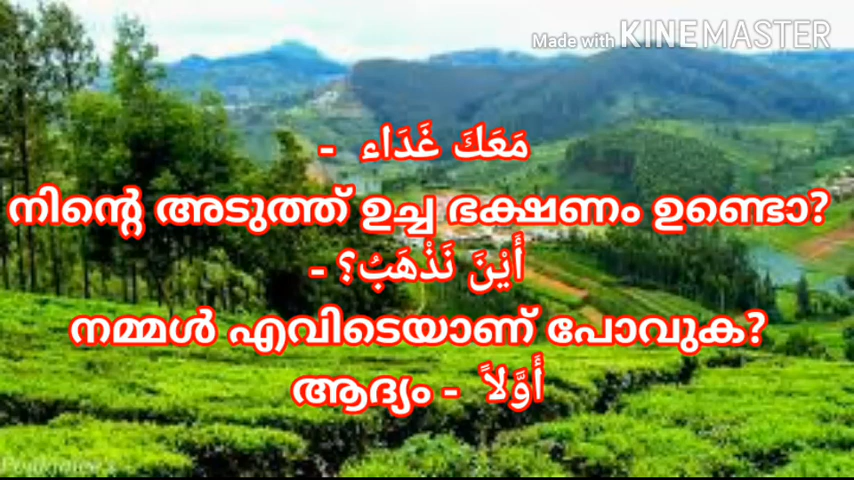 Made with KINEMASTER
مَعَكَ غَدَاء -
നിന്റെ അടുത്ത് ഉച്ച ഭക്ഷണം ഉണ്ടൊ?
أَيْنَ نَذْهَبُ؟ -
നമ്മൾ എവിടെയാണ് പോവുക?
ആദ്യം - أَوَّلاً